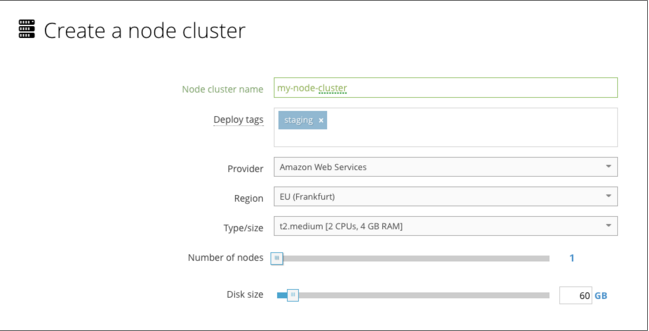 Create a node cluster
Node cluster name my-node-cluster
Deploy tags staging x
Provider Amazon Web Services
Region EU (Frankfurt)
Type/size t2.medium [2 CPUs, 4 GB RAM]
Number of nodes 1
Disk size 60 GB